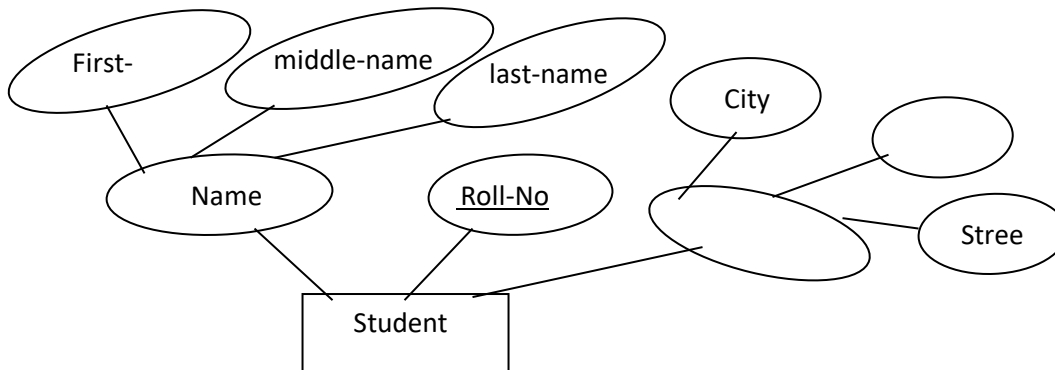 First-
middle-name
last-name
City
Name
Roll-No
Stree
Student